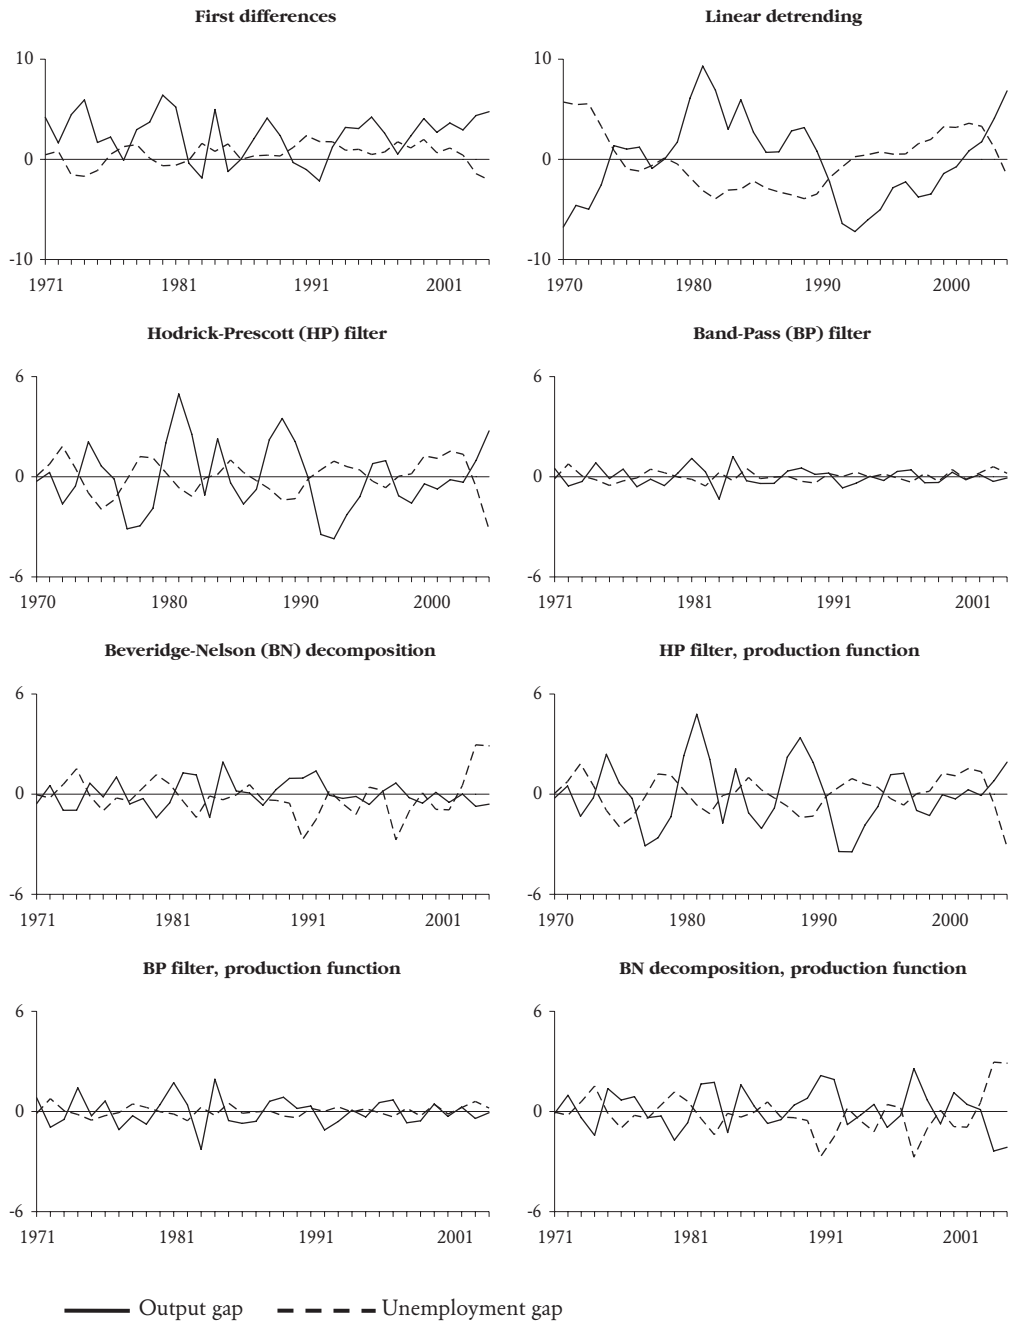 First differences
10
0
-10
1971 1981 1991 2001
Linear detrending
10
0
-10
1970 1980 1990 2000
Hodrick-Prescott (HP) filter
6
0
-6
1970 1980 1990 2000
Band-Pass (BP) filter
6
0
-6
1971 1981 1991 2001
Beveridge-Nelson (BN) decomposition
6
0
-6
1971 1981 1991 2001
HP filter, production function
6
0
-6
1970 1980 1990 2000
BP filter, production function
6
0
-6
1971 1981 1991 2001
BN decomposition, production function
6
0
-6
1971 1981 1991 2001
Output gap Unemployment gap